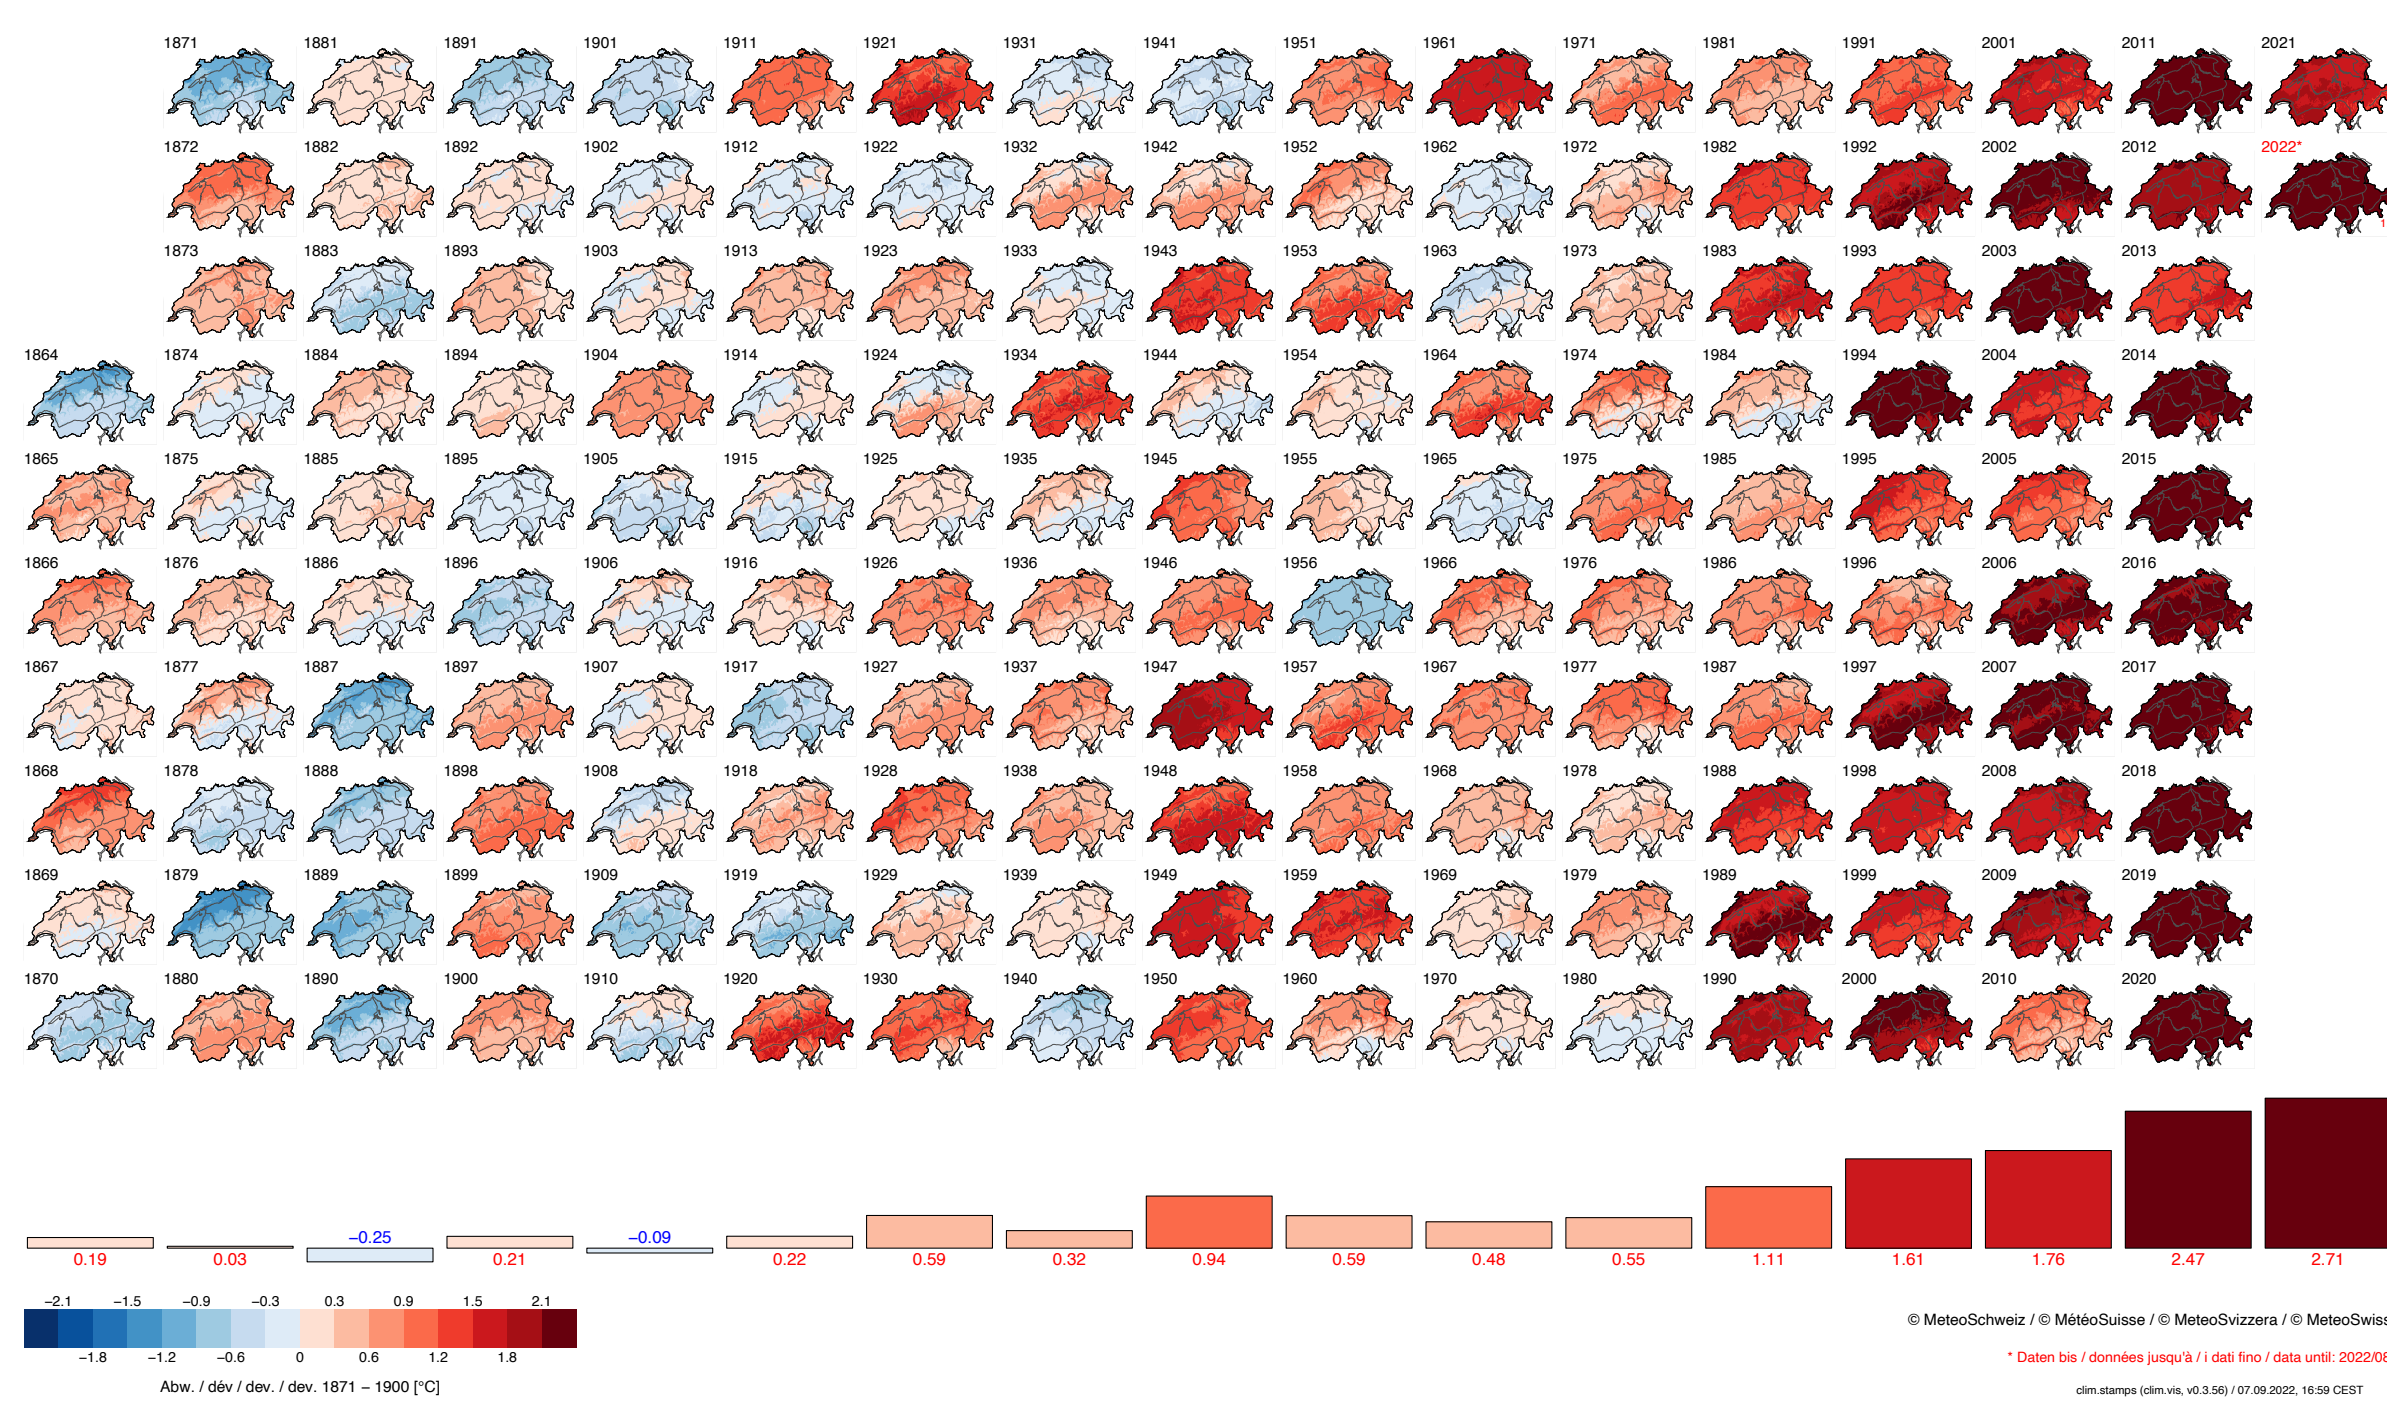 1871 1881 1891 1901 1911 1921 1931 1941 1951 1961 1971 1981 1991 2001 2011 2021
1872 1882 1892 1902 1912 1922 1932 1942 1952 1962 1972 1982 1992 2002 2012 2022*
1873 1883 1893 1903 1913 1923 1933 1943 1953 1963 1973 1983 1993 2003 2013
1864 1874 1884 1894 1904 1914 1924 1934 1944 1954 1964 1974 1984 1994 2004 2014
1865 1875 1885 1895 1905 1915 1925 1935 1945 1955 1965 1975 1985 1995 2005 2015
1866 1876 1886 1896 1906 1916 1926 1936 1946 1956 1966 1976 1986 1996 2006 2016
1867 1877 1887 1897 1907 1917 1927 1937 1947 1957 1967 1977 1987 1997 2007 2017
1868 1878 1888 1898 1908 1918 1928 1938 1948 1958 1968 1978 1988 1998 2008 2018
1869 1879 1889 1899 1909 1919 1929 1939 1949 1959 1969 1979 1989 1999 2009 2019
1870 1880 1890 1900 1910 1920 1930 1940 1950 1960 1970 1980 1990 2000 2010 2020
0.19 0.03 −0.25 0.21 −0.09 0.22 0.59 0.32 0.94 0.59 0.48 0.55 1.11 1.61 1.76 2.47 2.71
−2.1 −1.5 −0.9 −0.3 0.3 0.9 1.5 2.1
−1.8 −1.2 −0.6 0 0.6 1.2 1.8
Abw. / dév / dev. / dev. 1871 − 1900 [°C]
© MeteoSchweiz / © MétéoSuisse / © MeteoSvizzera / © MeteoSwiss
* Daten bis / données jusqu'à / i dati fino / data until: 2022/08
clim.stamps (clim.vis, v0.3.56) / 07.09.2022, 16:59 CEST